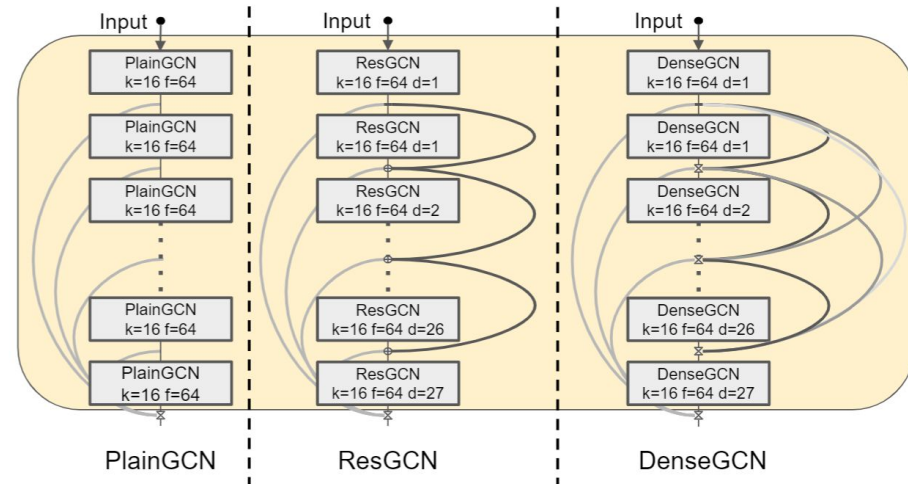 Input
PlainGCN
k=16 f=64
PlainGCN
k=16 f=64
PlainGCN
k=16 f=64
PlainGCN
k=16 f=64
PlainGCN
k=16 f=64
PlainGCN
Input
ResGCN
k=16 f=64 d=1
ResGCN
k=16 f=64 d=1
ResGCN
k=16 f=64 d=2
ResGCN
k=16 f=64 d=26
ResGCN
k=16 f=64 d=27
ResGCN
Input
DenseGCN
k=16 f=64 d=1
DenseGCN
k=16 f=64 d=1
DenseGCN
k=16 f=64 d=2
DenseGCN
k=16 f=64 d=26
DenseGCN
k=16 f=64 d=27
DenseGCN